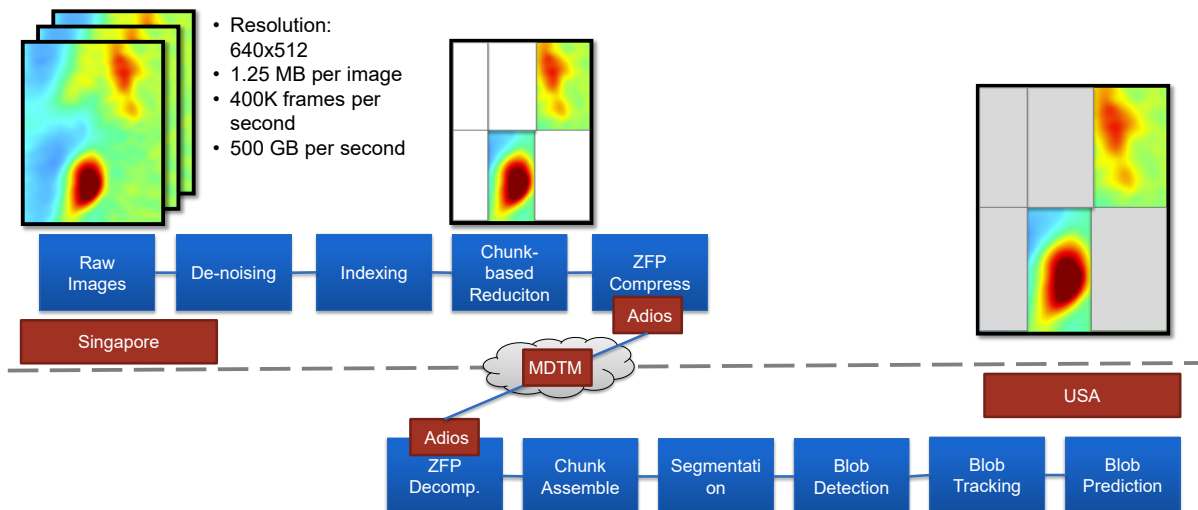 • Resolution:
640x512
• 1.25 MB per image
• 400K frames per
second
• 500 GB per second
Raw
Images
De-noising
Indexing
Chunk-
based
Reduciton
ZFP
Compress
Adios
Singapore
MDTM
USA
Adios
ZFP
Decomp.
Chunk
Assemble
Segmentati
on
Blob
Detection
Blob
Tracking
Blob
Prediction